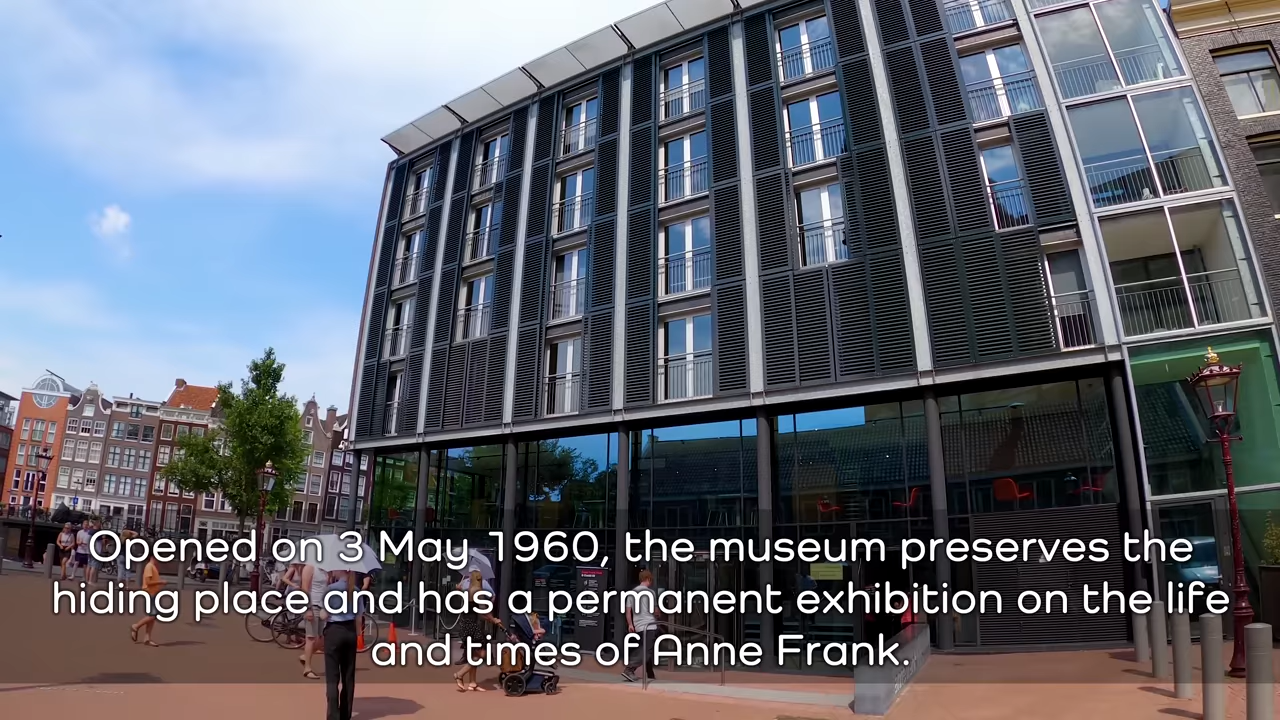 Opened on 3 May 1960, the museum preserves the
hiding place and has a permanent exhibition on the life
and times of Anne Frank.